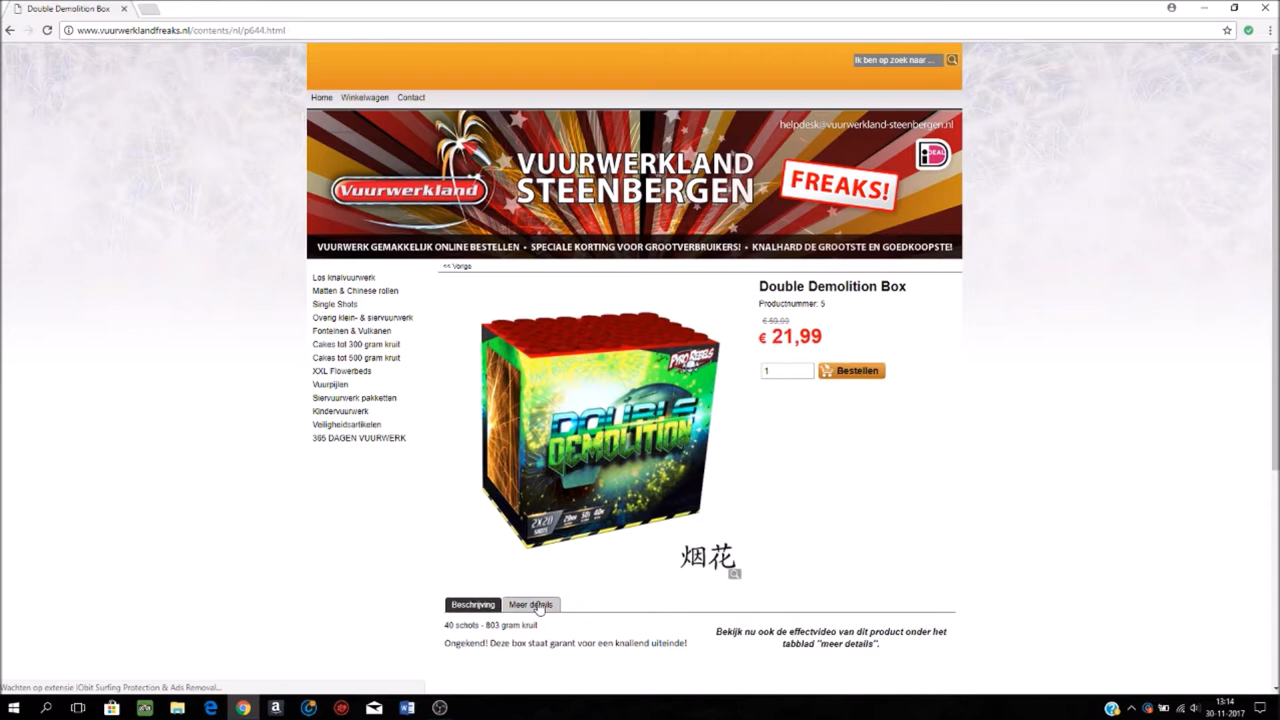 Double Demolition Box
www.vuurwerklandfreaks.nl/contents/nl/p644.html
Ik ben op zoek naar ...
Home Winkelwagen Contact
helpdesk@vuurwerkland-steenbergen.nl
iDEAL
Vuurwerkland
VUURWERKLAND
STEENBERGEN
FREAKS!
VUURWERK GEMAKKELIJK ONLINE BESTELLEN • SPECIALE KORTING VOOR GROOTVERBRUIKERS! • KNALHARD DE GROOTSTE EN GOEDKOOPSTE!
<< Vorige
Los knalvuurwerk
Matten & Chinese rollen
Single Shots
Overig klein- & siervuurwerk
Fonteinen & Vulkanen
Cakes tot 300 gram kruit
Cakes tot 500 gram kruit
XXL Flowerbeds
Vuurpijlen
Siervuurwerk pakketten
Kindervuurwerk
Veiligheidsartikelen
365 DAGEN VUURWERK
PYRO REBELS
DOUBLE
DEMOLITION
2X20
SHOTS
烟花
Double Demolition Box
Productnummer: 5
€ 21,99
1
Bestellen
Beschrijving Meer details
40 schots - 803 gram kruit
Ongekend! Deze box staat garant voor een knallend uiteinde!
Bekijk nu ook de effectvideo van dit product onder het
tabblad "meer details".
Wachten op extensie IObit Surfing Protection & Ads Removal...
13:14
30-11-2017